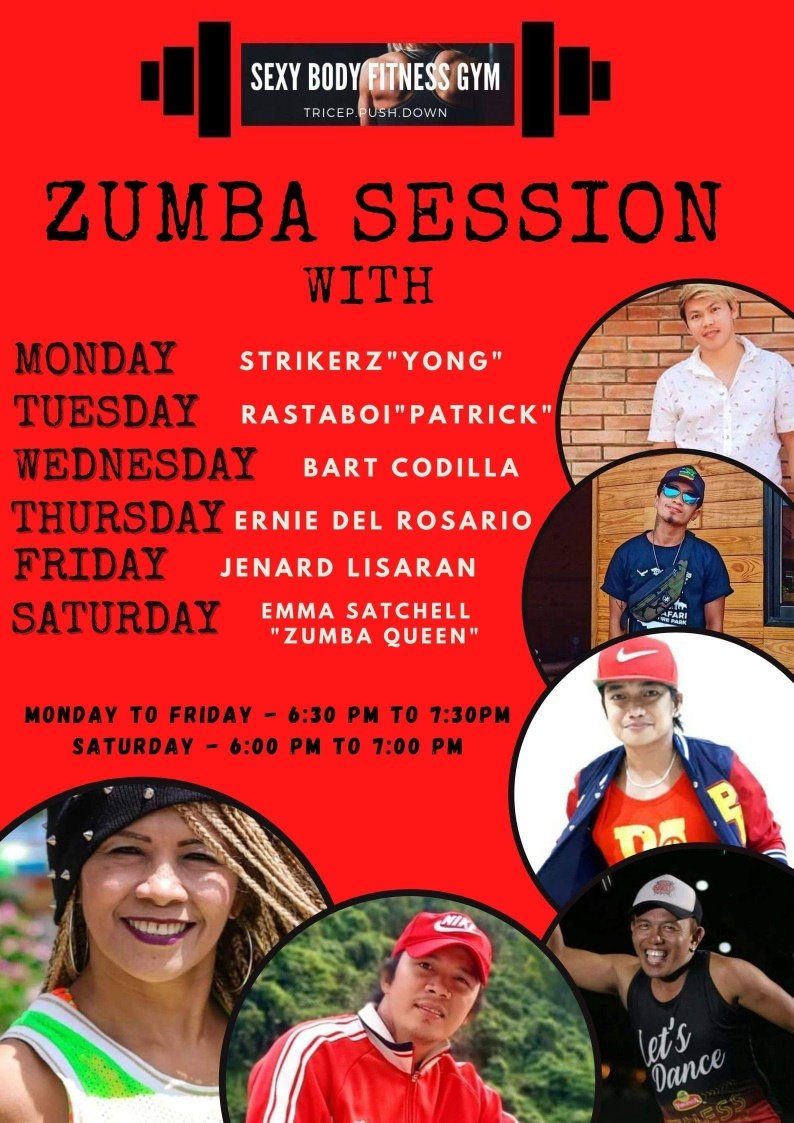 SEXY BODY FITNESS GYM
TRICEP.PUSH.DOWN
ZUMBA SESSION
WITH
MONDAY STRIKERZ"YONG"
TUESDAY RASTABOI"PATRICK"
WEDNESDAY BART CODILLA
THURSDAY ERNIE DEL ROSARIO
FRIDAY JENARD LISARAN
SATURDAY EMMA SATCHELL
"ZUMBA QUEEN"
MONDAY TO FRIDAY - 6:30 PM TO 7:30PM
SATURDAY - 6:00 PM TO 7:00 PM
NIKE
Let's
Dance